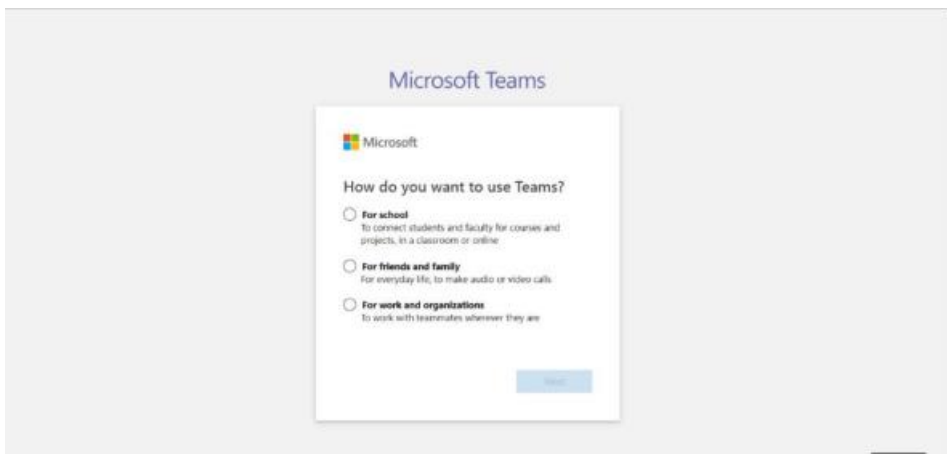 Microsoft Teams
Microsoft
How do you want to use Teams?
For school
To connect students and faculty for courses and
projects, in a classroom or online
For friends and family
For everyday life, to make audio or video calls
For work and organizations
To work with teammates wherever they are
Next